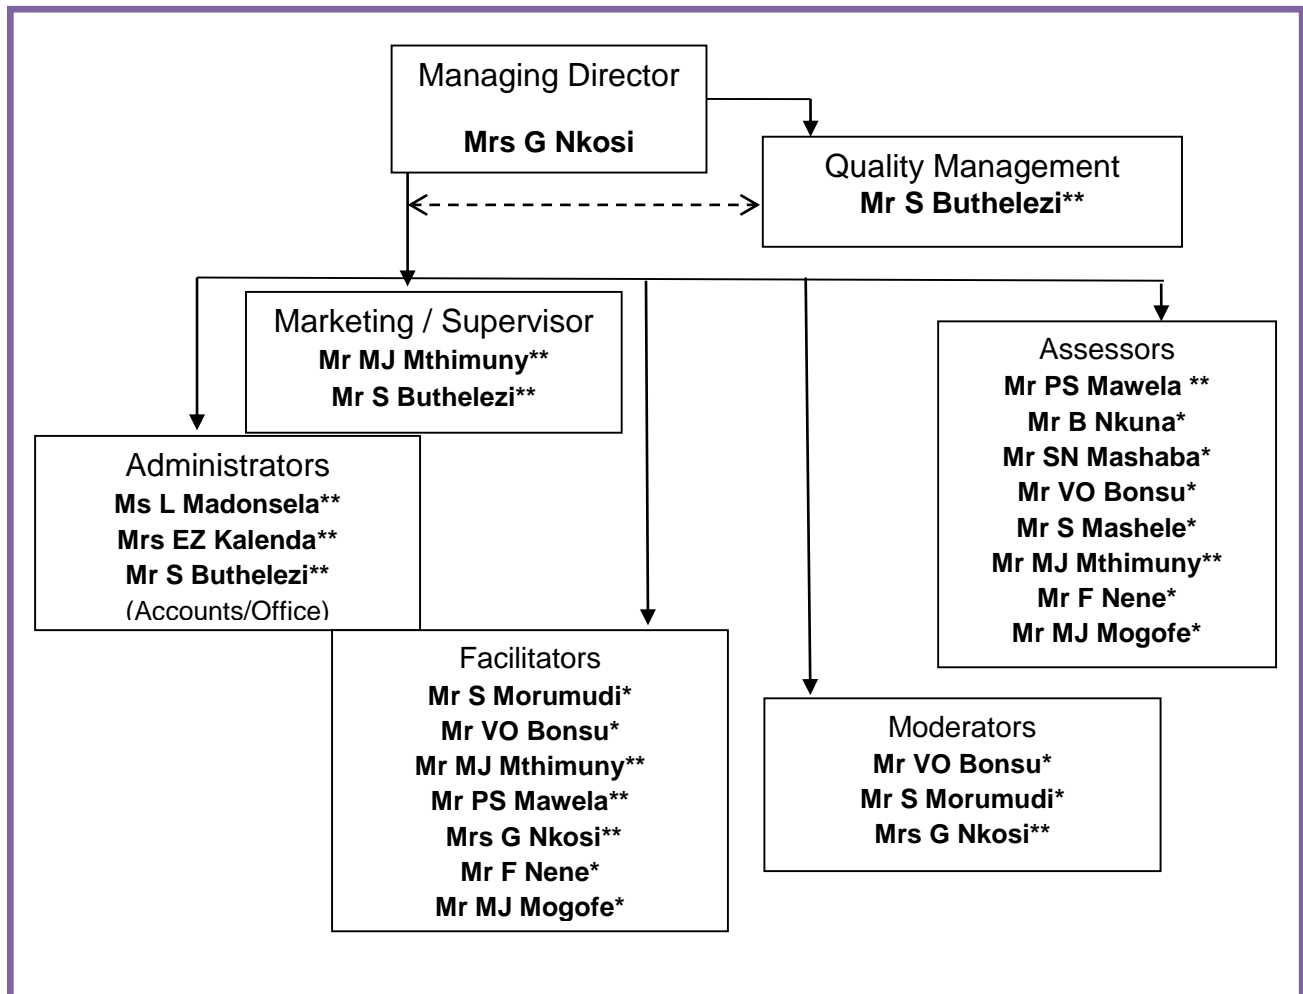 Managing Director
Mrs G Nkosi
Quality Management
Mr S Buthelezi**
Marketing / Supervisor
Mr MJ Mthimuny**
Mr S Buthelezi**
Administrators
Ms L Madonsela**
Mrs EZ Kalenda**
Mr S Buthelezi**
(Accounts/Office)
Facilitators
Mr S Morumudi*
Mr VO Bonsu*
Mr MJ Mthimuny**
Mr PS Mawela**
Mrs G Nkosi**
Mr F Nene*
Mr MJ Mogofe*
Moderators
Mr VO Bonsu*
Mr S Morumudi*
Mrs G Nkosi**
Assessors
Mr PS Mawela **
Mr B Nkuna*
Mr SN Mashaba*
Mr VO Bonsu*
Mr S Mashele*
Mr MJ Mthimuny**
Mr F Nene*
Mr MJ Mogofe*